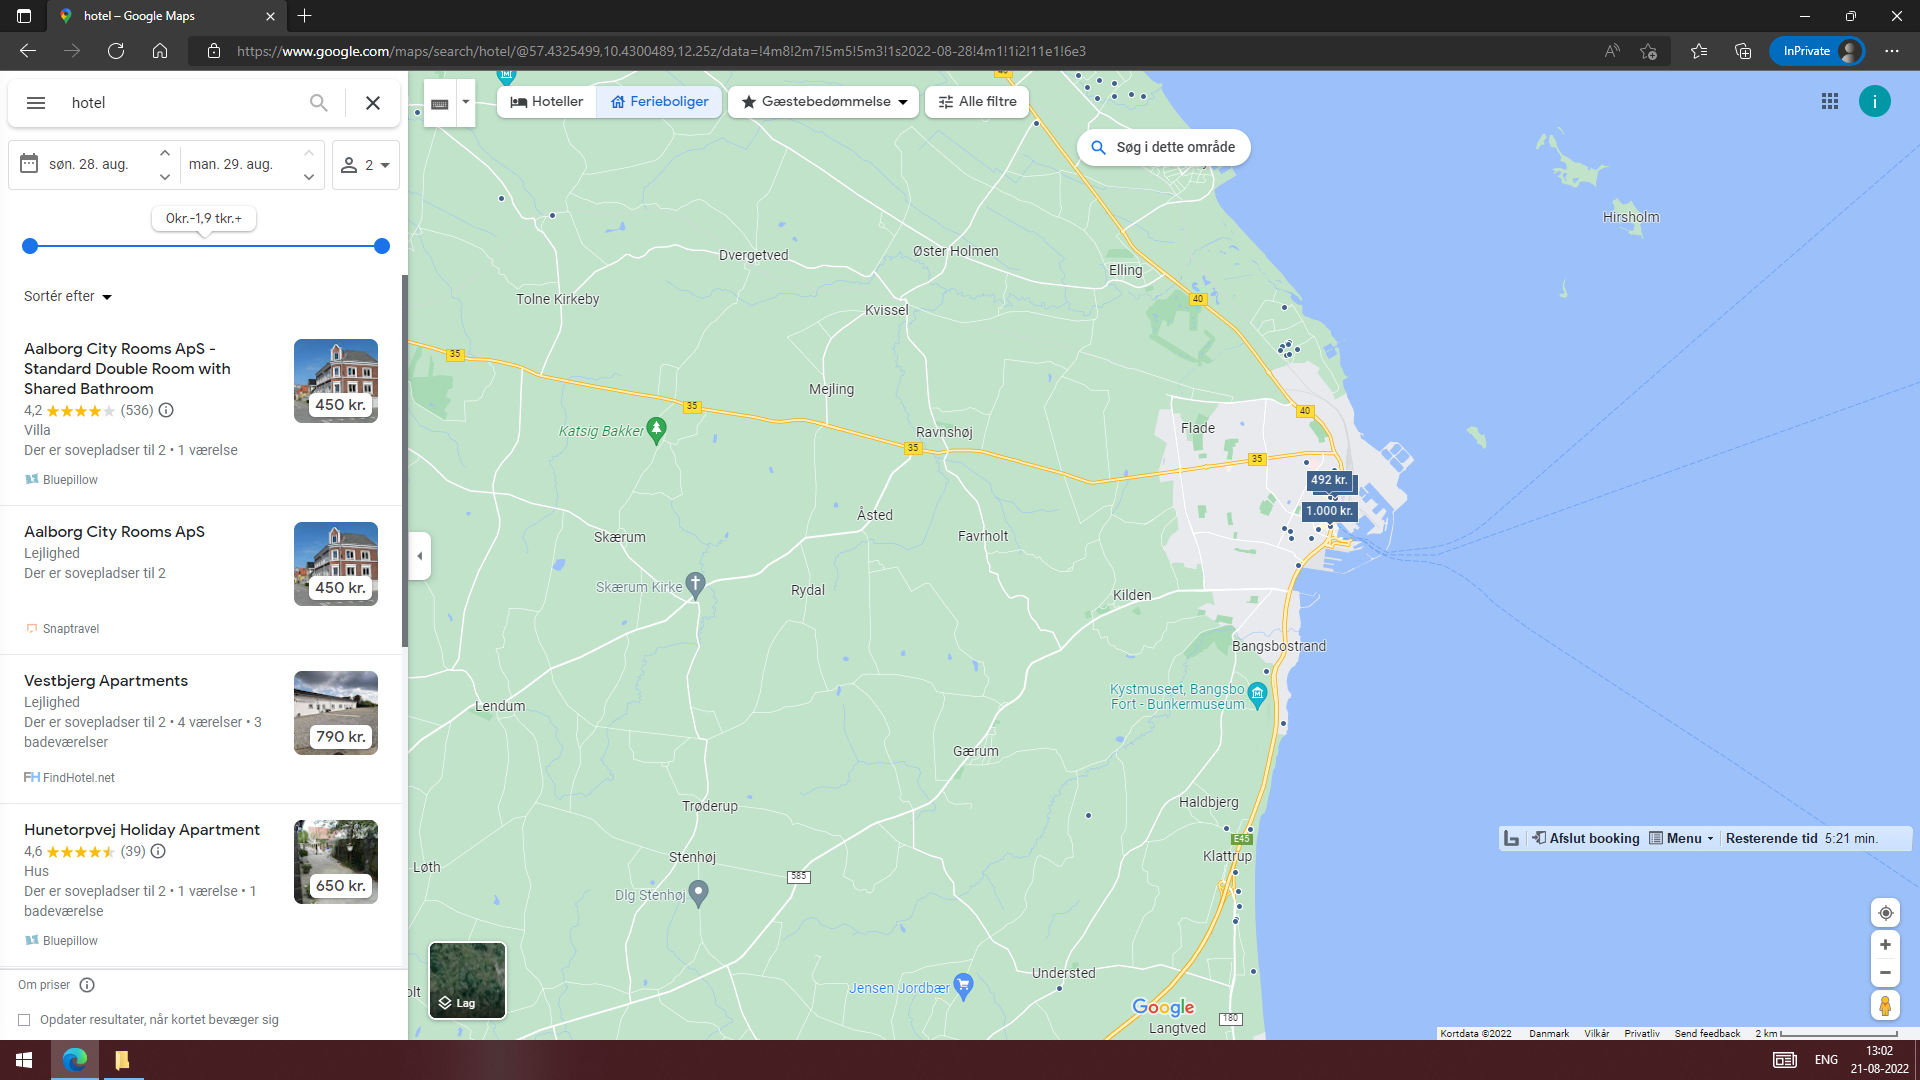 hotel – Google Maps
https://www.google.com/maps/search/hotel/@57.4325499,10.4300489,12.25z/data=!4m8!2m7!5m5!5m3!1s2022-08-28!4m1!1i2!11e1!6e3
InPrivate
hotel
søn. 28. aug.
man. 29. aug.
2
0kr.-1,9 tkr.+
Sortér efter
Aalborg City Rooms ApS -
Standard Double Room with
Shared Bathroom
4,2 (536)
Villa
Der er sovepladser til 2 • 1 værelse
Bluepillow
450 kr.
Aalborg City Rooms ApS
Lejlighed
Der er sovepladser til 2
Snaptravel
450 kr.
Vestbjerg Apartments
Lejlighed
Der er sovepladser til 2 • 4 værelser • 3
badeværelser
FindHotel.net
790 kr.
Hunetorpvej Holiday Apartment
4,6 (39)
Hus
Der er sovepladser til 2 • 1 værelse • 1
badeværelse
Bluepillow
650 kr.
Om priser
Opdater resultater, når kortet bevæger sig
Hoteller
Ferieboliger
Gæstebedømmelse
Alle filtre
i
Søg i dette område
40
Hirsholm
Dvergetved
Øster Holmen
Elling
Tolne Kirkeby
Kvissel
40
35
Mejling
35
40
Katsig Bakker
Ravnshøj
Flade
35
35
492 kr.
1.000 kr.
Åsted
Skærum
Favrholt
Skærum Kirke
Rydal
Kilden
Bangsbostrand
Kystmuseet, Bangsbo
Fort - Bunkermuseum
Lendum
Gærum
Trøderup
Haldbjerg
E45
Afslut booking
Menu
Resterende tid 5:21 min.
Klattrup
Stenhøj
Løth
585
Dlg Stenhøj
Understed
Jensen Jordbær
olt
Lag
Google
180
Langtved
Kortdata ©2022
Danmark
Vilkår
Privatliv
Send feedback
2 km
ENG
13:02
21-08-2022